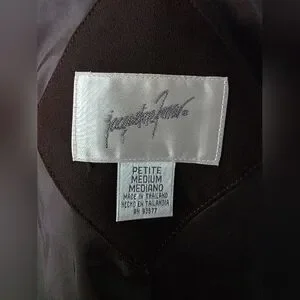 Jacqueline Ferrar
PETITE
MEDIUM
MEDIANO
MADE IN THAILAND
HECHO EN TAILANDIA
RN 93677